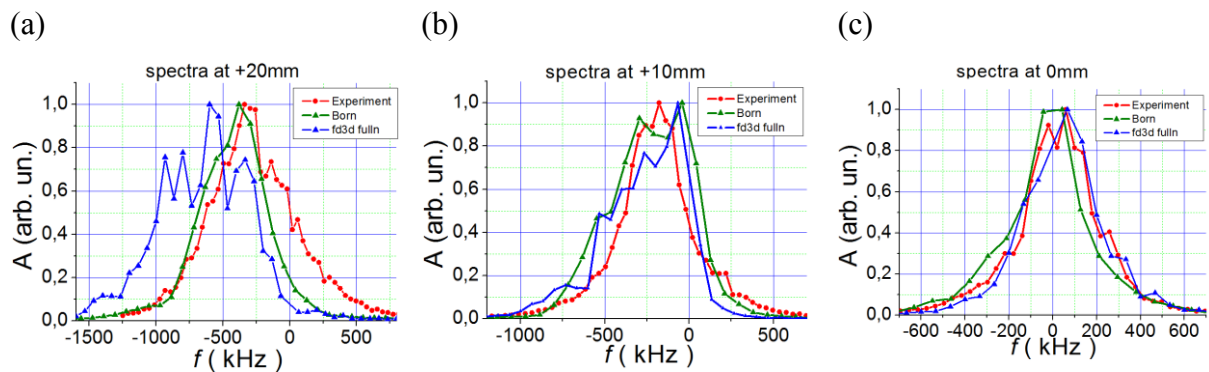 (a)
(b)
(c)
spectra at +20mm
spectra at +10mm
spectra at 0mm
A (arb. un.)
1,0
0,8
0,6
0,4
0,2
0,0
Experiment
Born
fd3d fulln
-1500
-1000
-500
0
500
f ( kHz )
A (arb. un.)
1,0
0,8
0,6
0,4
0,2
0,0
Experiment
Born
fd3d fulln
-1000
-500
0
500
f ( kHz )
A (arb. un.)
1,0
0,8
0,6
0,4
0,2
0,0
Experiment
Born
fd3d fulln
-600
-400
-200
0
200
400
600
f ( kHz )